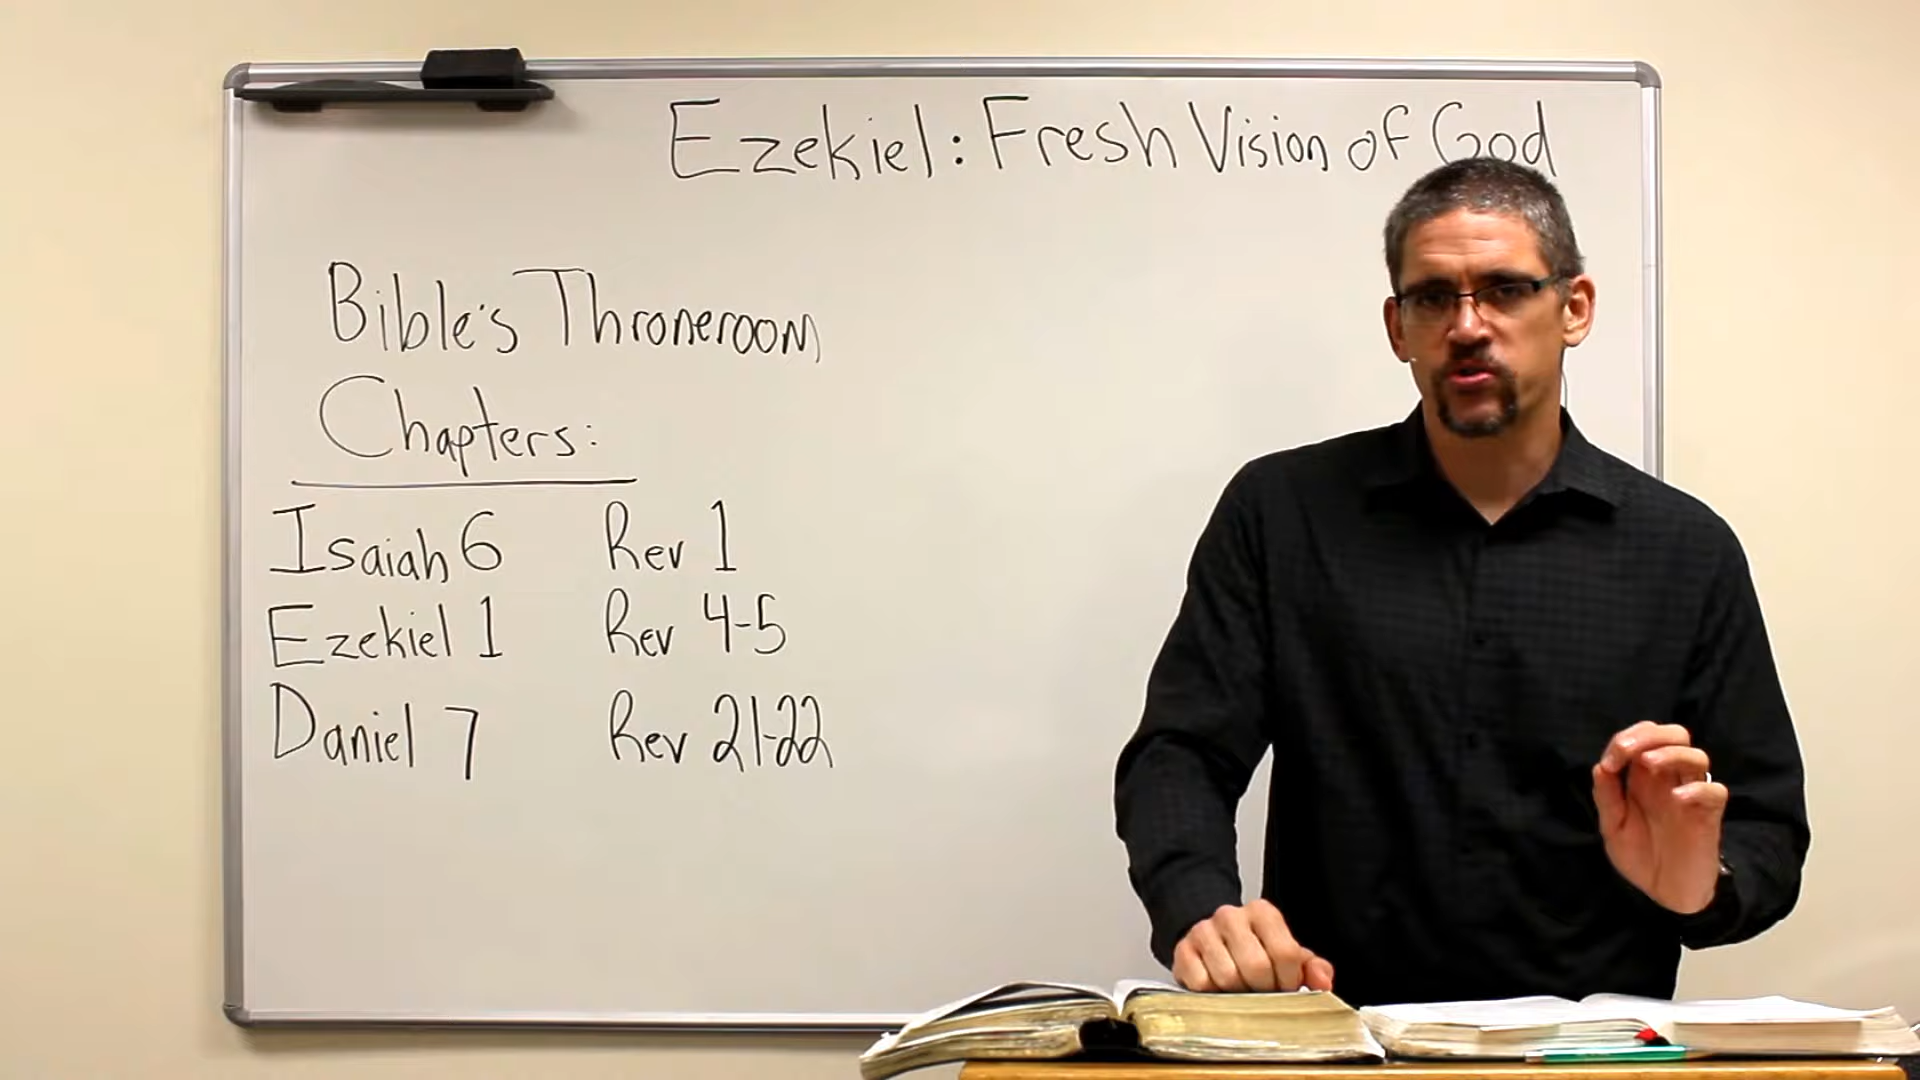 Ezekiel: Fresh Vision of God
Bible's Throneroom
Chapters:
Isaiah 6 Rev 1
Ezekiel 1 Rev 4-5
Daniel 7 Rev 21-22